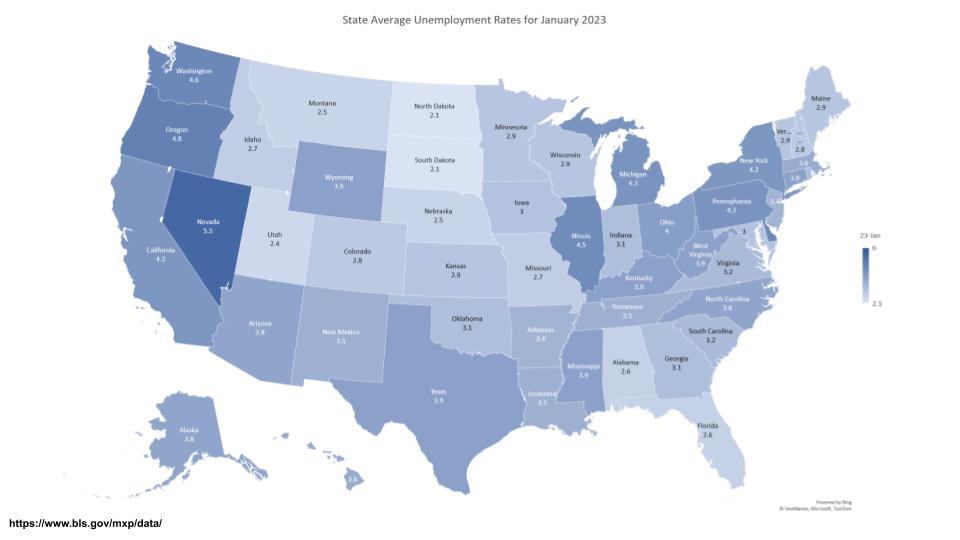 State Average Unemployment Rates for January 2023
Washington
4.6
Oregon
4.8
California
4.2
Nevada
5.5
Idaho
2.7
Montana
2.5
Wyoming
3.9
Utah
2.4
Colorado
2.8
Arizona
3.8
New Mexico
3.5
North Dakota
2.1
South Dakota
2.1
Nebraska
2.5
Kansas
2.9
Oklahoma
3.1
Texas
3.9
Minnesota
2.9
Iowa
3
Missouri
2.7
Arkansas
3.4
Louisiana
3.5
Wisconsin
2.9
Illinois
4.5
Michigan
4.3
Indiana
3.1
Ohio
4
Kentucky
3.9
Tennessee
3.5
Mississippi
3.9
Alabama
2.6
Georgia
3.1
Florida
2.6
South Carolina
3.2
North Carolina
3.8
Virginia
3.2
West
Virginia
3.9
3
Pennsylvania
4.3
New York
4.2
3.4
Ver...
2.9
...
2.8
Maine
2.9
3.6
3.9
Alaska
3.8
3.6
23-Jan
6
2.1
Powered by Bing
© GeoNames, Microsoft, TomTom
https://www.bls.gov/mxp/data/